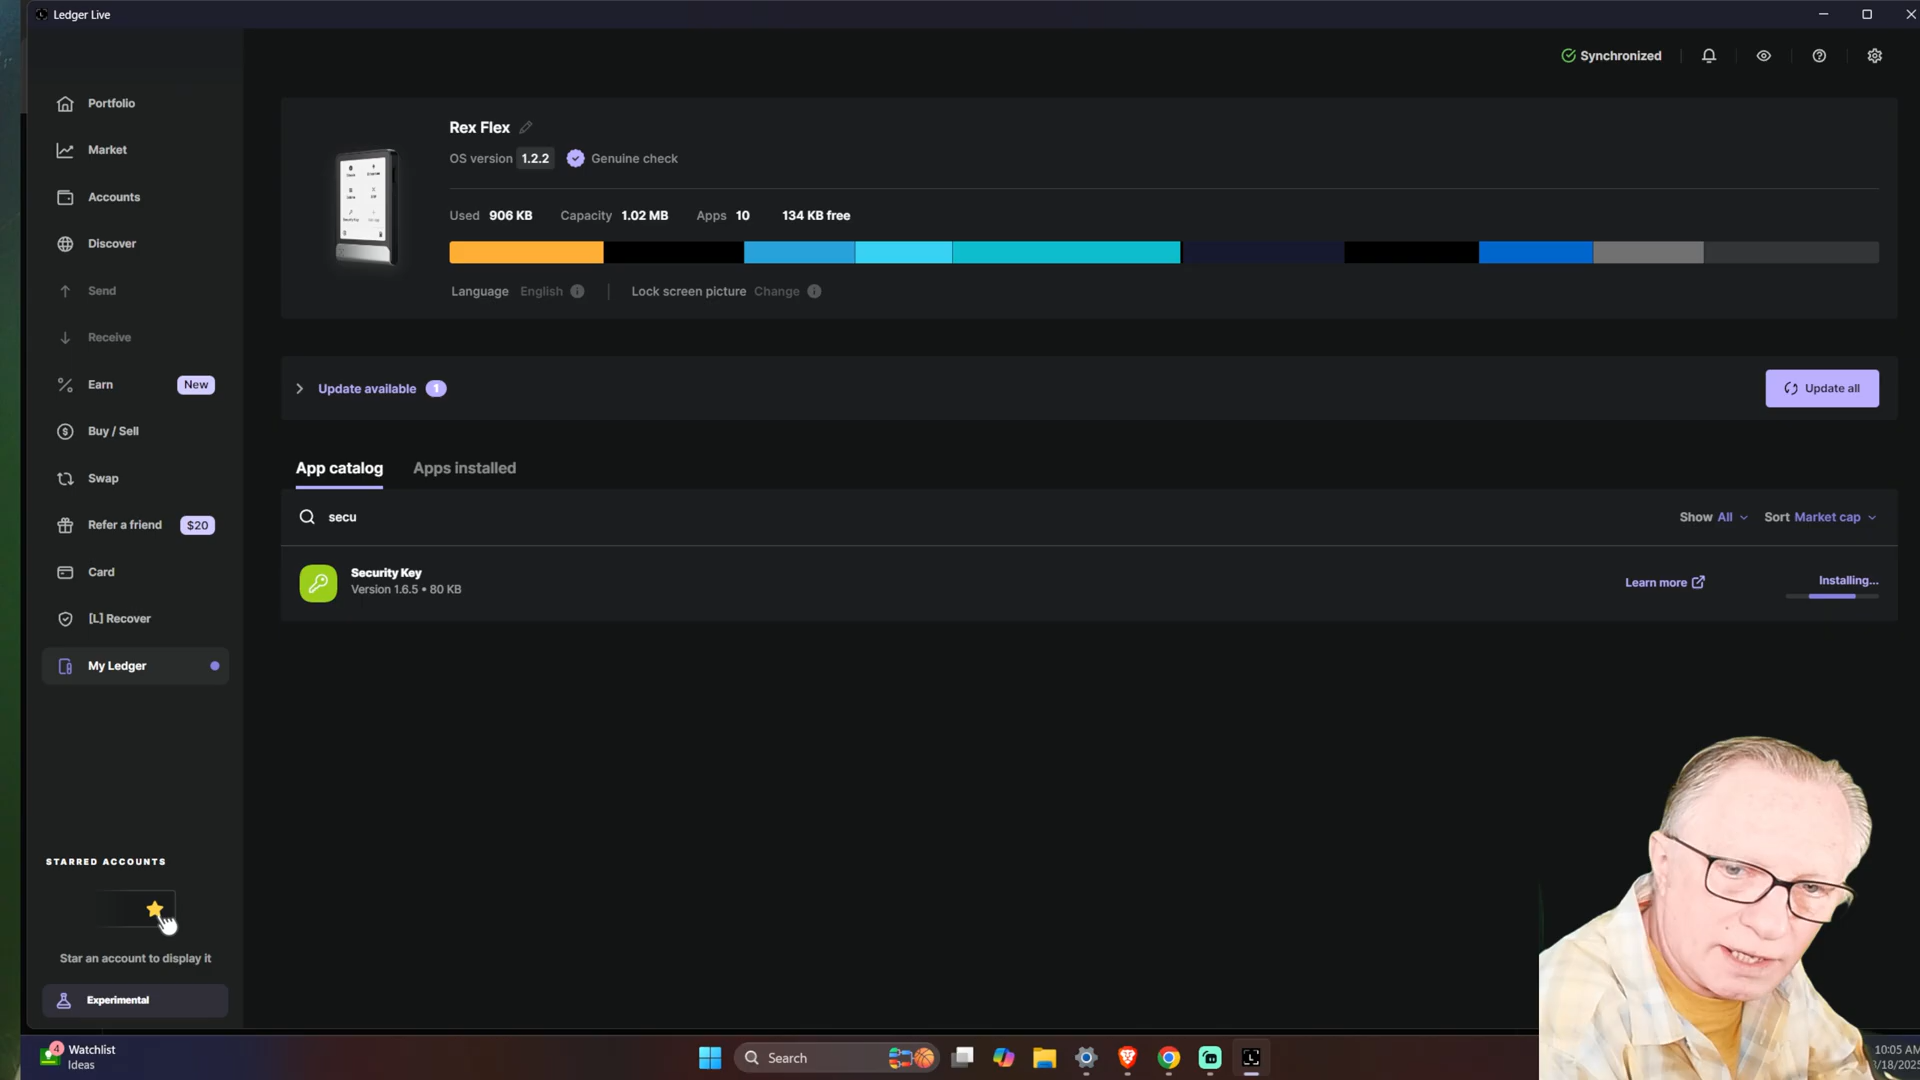 Ledger Live
Synchronized
Portfolio
Market
Accounts
Discover
Send
Receive
Earn New
Buy / Sell
Swap
Refer a friend $20
Card
[L] Recover
My Ledger
STARRED ACCOUNTS
Star an account to display it
Experimental
Rex Flex
OS version 1.2.2 Genuine check
Used 906 KB Capacity 1.02 MB Apps 10 134 KB free
Language English Lock screen picture Change
Update available 1 Update all
App catalog Apps installed
secu Show All Sort Market cap
Security Key
Version 1.6.5 • 80 KB
Learn more Installing...
4 Watchlist
Ideas
Search
10:05 AM
/18/2025